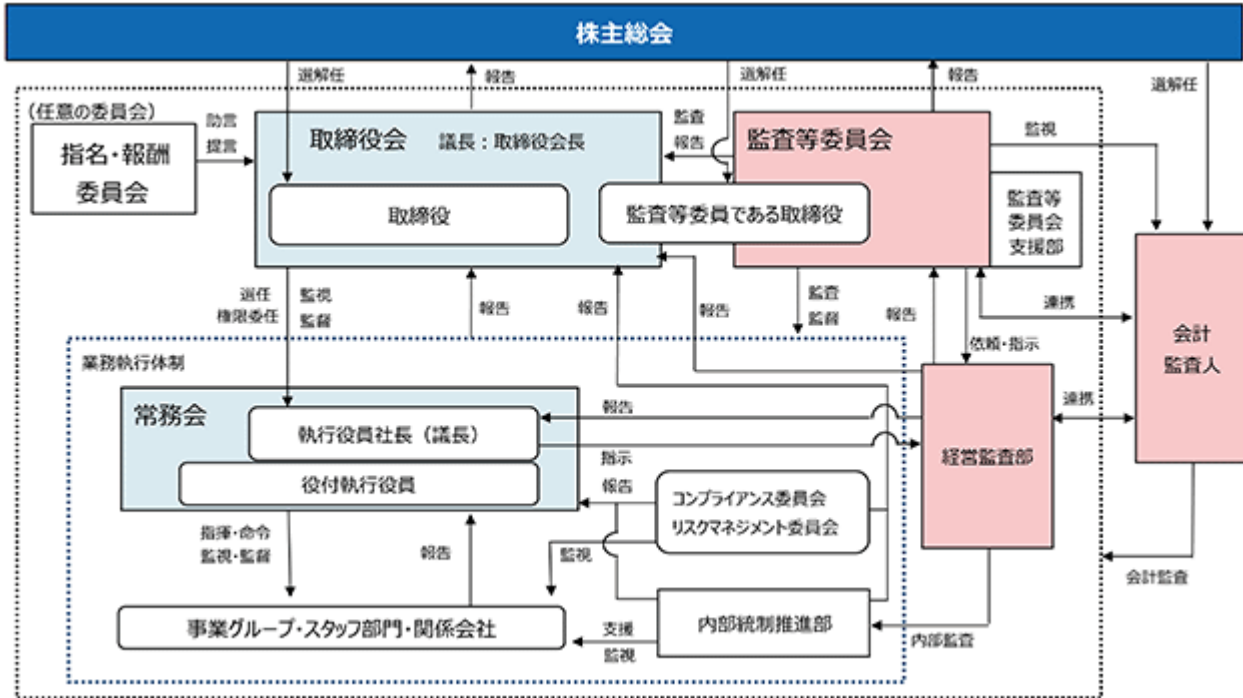 株主総会
選解任
報告
選解任
報告
選解任
(任意の委員会)
指名・報酬
委員会
助言
提言
取締役会 議長：取締役会長
監査
報告
監査等委員会
監視
取締役
監査等委員である取締役
監査等
委員会
支援部
選任
権限委任
監視
監督
報告
報告
報告
監査
監督
報告
依頼・指示
連携
会計
監査人
業務執行体制
常務会
執行役員社長（議長）
役付執行役員
報告
指示
報告
コンプライアンス委員会
リスクマネジメント委員会
経営監査部
連携
指揮・命令
監視・監督
報告
監視
会計監査
事業グループ・スタッフ部門・関係会社
支援
監視
内部統制推進部
内部監査